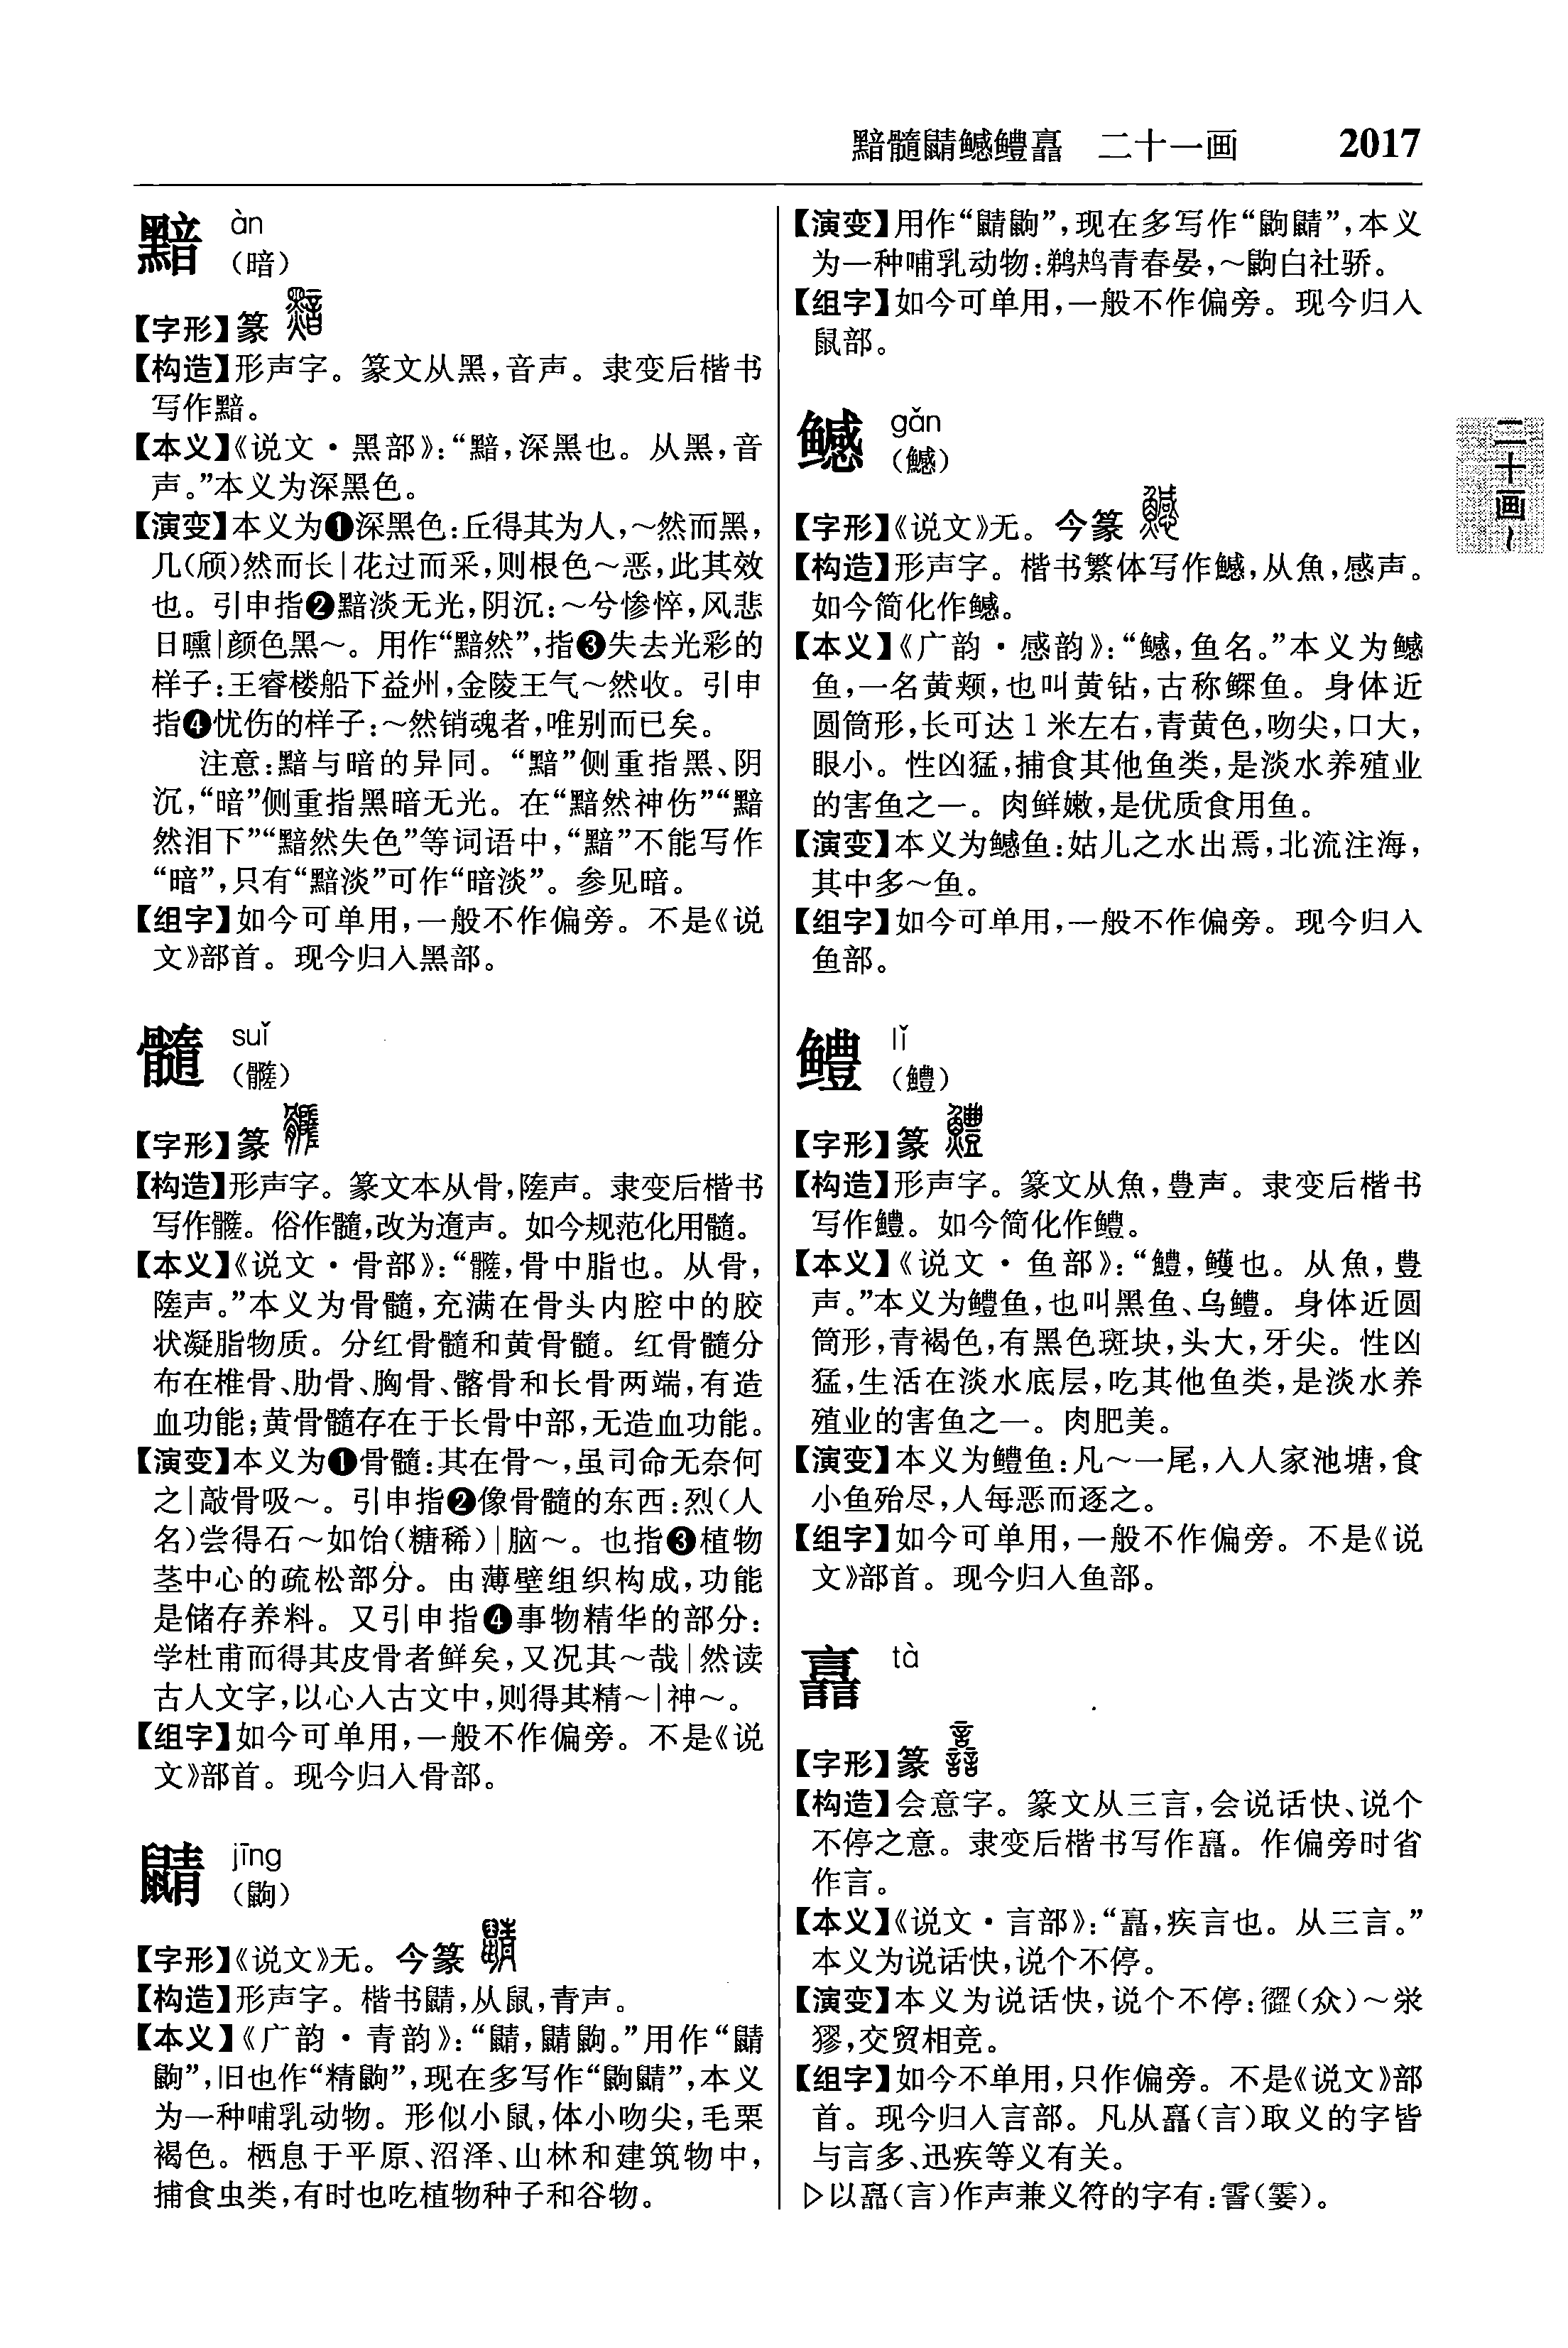 黯髓鼱鳡鳢譶　二十一画　2017
黯 àn
（暗）
【字形】篆
【构造】形声字。篆文从黑，音声。隶变后楷书
写作黯。
【本义】《说文·黑部》：“黯，深黑也。从黑，音
声。”本义为深黑色。
【演变】本义为❶深黑色：丘得其为人，～然而黑，
几（颀）然而长｜花过而采，则根色～恶，此其效
也。引申指❷黯淡无光，阴沉：～兮惨悴，风悲
日曛｜颜色黑～。用作“黯然”，指❸失去光彩的
样子：王睿楼船下益州，金陵王气～然收。引申
指❹忧伤的样子：～然销魂者，唯别而已矣。
注意：黯与暗的异同。“黯”侧重指黑、阴
沉，“暗”侧重指黑暗无光。在“黯然神伤”“黯
然泪下”“黯然失色”等词语中，“黯”不能写作
“暗”，只有“黯淡”可作“暗淡”。参见暗。
【组字】如今可单用，一般不作偏旁。不是《说
文》部首。现今归入黑部。
髓 suǐ
（髓）
【字形】篆
【构造】形声字。篆文本从骨，隓声。隶变后楷书
写作髓。俗作髓，改为遀声。如今规范化用髓。
【本义】《说文·骨部》：“髓，骨中脂也。从骨，
隓声。”本义为骨髓，充满在骨头内腔中的胶
状凝脂物质。分红骨髓和黄骨髓。红骨髓分
布在椎骨、肋骨、胸骨、髂骨和长骨两端，有造
血功能；黄骨髓存在于长骨中部，无造血功能。
【演变】本义为❶骨髓：其在骨～，虽司命无奈何
之｜敲骨吸～。引申指❷像骨髓的东西：烈（人
名）尝得石～如饴（糖稀）｜脑～。也指❸植物
茎中心的疏松部分。由薄壁组织构成，功能
是储存养料。又引申指❹事物精华的部分：
学杜甫而得其皮骨者鲜矣，又况其～哉｜然读
古人文字，以心入古文中，则得其精～｜神～。
【组字】如今可单用，一般不作偏旁。不是《说
文》部首。现今归入骨部。
鼱 jīng
（鼩）
【字形】《说文》无。今篆
【构造】形声字。楷书鼱，从鼠，青声。
【本义】《广韵·青韵》：“鼱，鼱鼩。”用作“鼱
鼩”，旧也作“精鼩”，现在多写作“鼩鼱”，本义
为一种哺乳动物。形似小鼠，体小吻尖，毛栗
褐色。栖息于平原、沼泽、山林和建筑物中，
捕食虫类，有时也吃植物种子和谷物。
【演变】用作“鼱鼩”，现在多写作“鼩鼱”，本义
为一种哺乳动物：鹈鸪青春晏，～鼩白社骄。
【组字】如今可单用，一般不作偏旁。现今归入
鼠部。
鳡 gǎn
（鱤）
【字形】《说文》无。今篆
【构造】形声字。楷书繁体写作鱤，从魚，感声。
如今简化作鳡。
【本义】《广韵·感韵》：“鳡，鱼名。”本义为鳡
鱼，一名黄颊，也叫黄钻，古称鳏鱼。身体近
圆筒形，长可达1米左右，青黄色，吻尖，口大，
眼小。性凶猛，捕食其他鱼类，是淡水养殖业
的害鱼之一。肉鲜嫩，是优质食用鱼。
【演变】本义为鳡鱼：姑儿之水出焉，北流注海，
其中多～鱼。
【组字】如今可单用，一般不作偏旁。现今归入
鱼部。
鳢 lǐ
（鱧）
【字形】篆
【构造】形声字。篆文从魚，豊声。隶变后楷书
写作鱧。如今简化作鳢。
【本义】《说文·鱼部》：“鱧，鳠也。从魚，豊
声。”本义为鳢鱼，也叫黑鱼、乌鳢。身体近圆
筒形，青褐色，有黑色斑块，头大，牙尖。性凶
猛，生活在淡水底层，吃其他鱼类，是淡水养
殖业的害鱼之一。肉肥美。
【演变】本义为鳢鱼：凡～一尾，入人家池塘，食
小鱼殆尽，人每恶而逐之。
【组字】如今可单用，一般不作偏旁。不是《说
文》部首。现今归入鱼部。
譶 tà
【字形】篆
【构造】会意字。篆文从三言，会说话快、说个
不停之意。隶变后楷书写作譶。作偏旁时省
作言。
【本义】《说文·言部》：“譶，疾言也。从三言。”
本义为说话快，说个不停。
【演变】本义为说话快，说个不停：（众）～
，交贸相竞。
【组字】如今不单用，只作偏旁。不是《说文》部
首。现今归入言部。凡从譶（言）取义的字皆
与言多、迅疾等义有关。
▷以譶（言）作声兼义符的字有：䨓（霎）。
二十画～